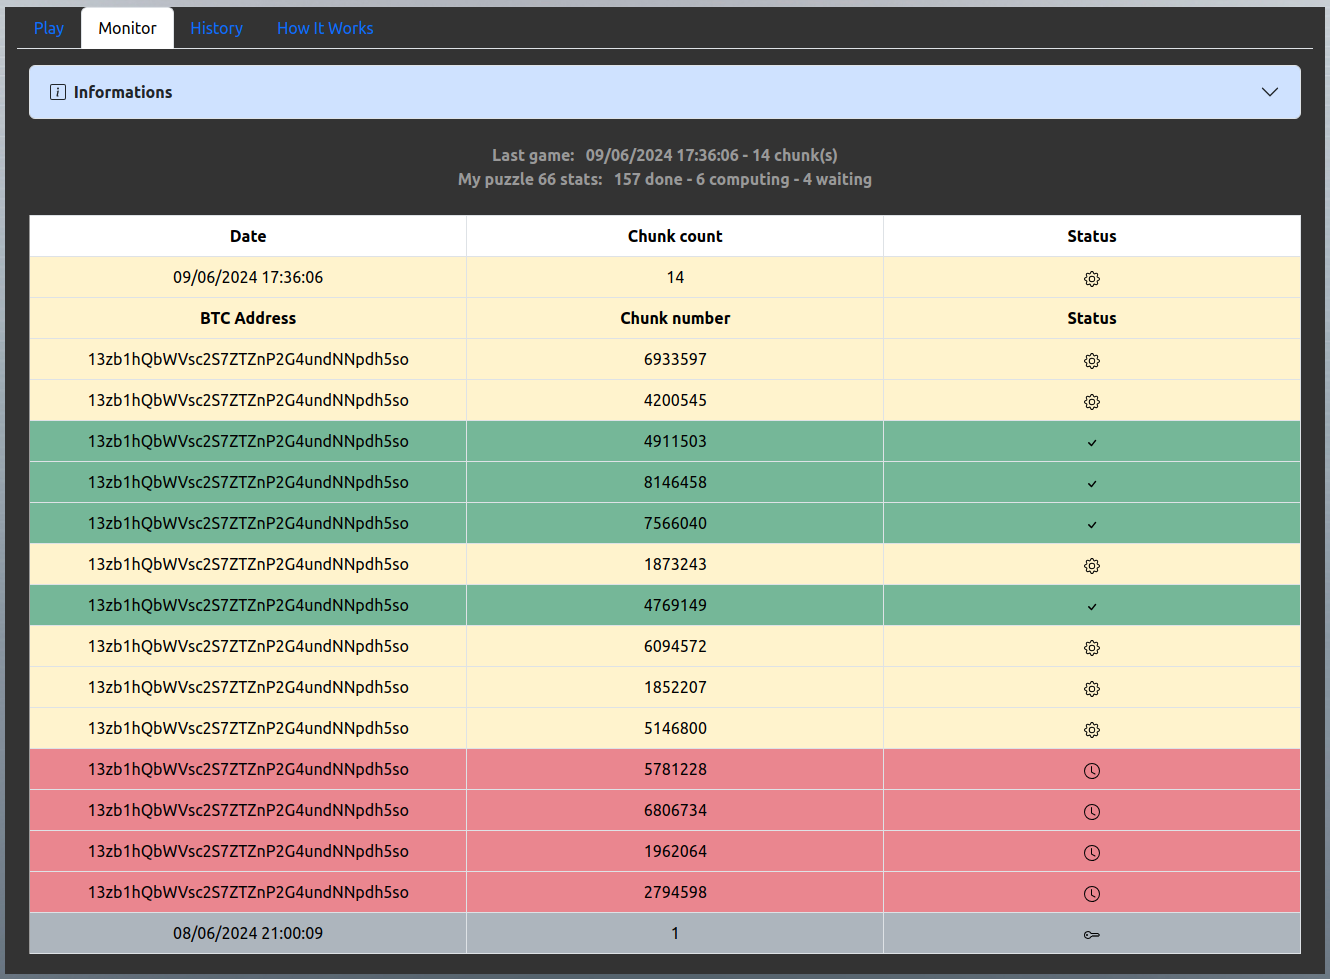 Play Monitor History How It Works
Informations
Last game: 09/06/2024 17:36:06 - 14 chunk(s)
My puzzle 66 stats: 157 done - 6 computing - 4 waiting
Date Chunk count Status
09/06/2024 17:36:06 14
BTC Address Chunk number Status
13zb1hQbWVsc2S7ZTZnP2G4undNNpdh5so 6933597
13zb1hQbWVsc2S7ZTZnP2G4undNNpdh5so 4200545
13zb1hQbWVsc2S7ZTZnP2G4undNNpdh5so 4911503
13zb1hQbWVsc2S7ZTZnP2G4undNNpdh5so 8146458
13zb1hQbWVsc2S7ZTZnP2G4undNNpdh5so 7566040
13zb1hQbWVsc2S7ZTZnP2G4undNNpdh5so 1873243
13zb1hQbWVsc2S7ZTZnP2G4undNNpdh5so 4769149
13zb1hQbWVsc2S7ZTZnP2G4undNNpdh5so 6094572
13zb1hQbWVsc2S7ZTZnP2G4undNNpdh5so 1852207
13zb1hQbWVsc2S7ZTZnP2G4undNNpdh5so 5146800
13zb1hQbWVsc2S7ZTZnP2G4undNNpdh5so 5781228
13zb1hQbWVsc2S7ZTZnP2G4undNNpdh5so 6806734
13zb1hQbWVsc2S7ZTZnP2G4undNNpdh5so 1962064
13zb1hQbWVsc2S7ZTZnP2G4undNNpdh5so 2794598
08/06/2024 21:00:09 1